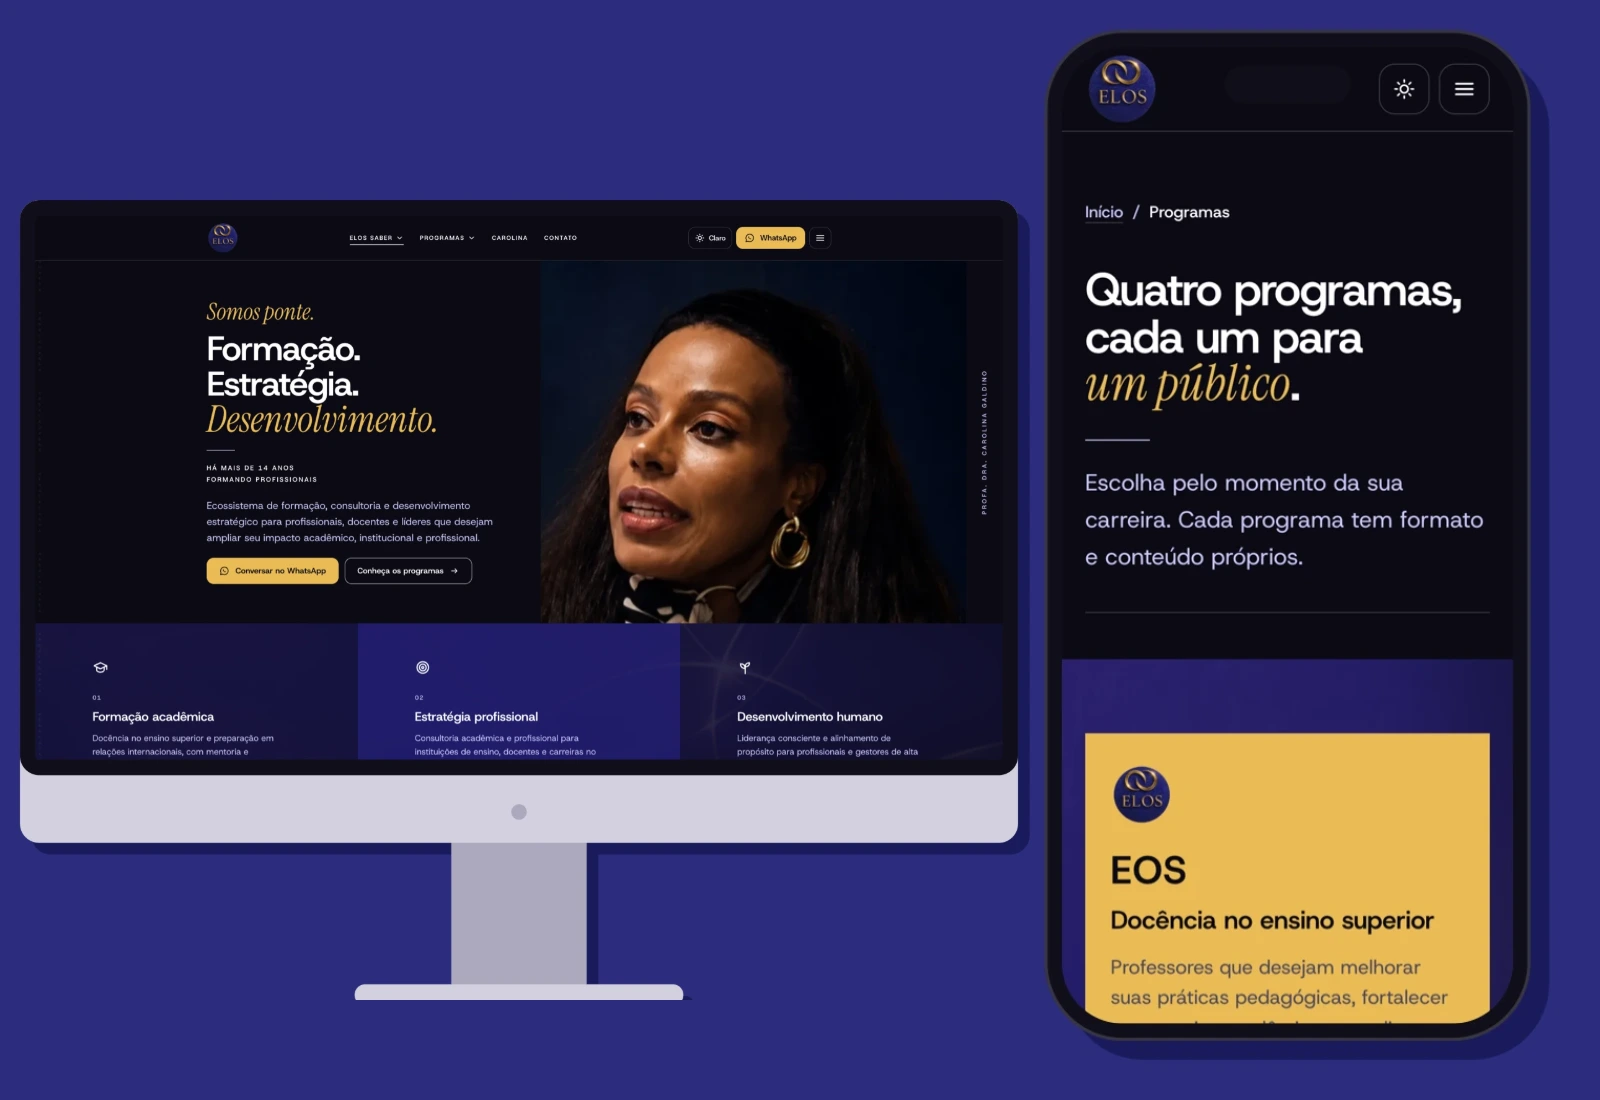 ELOS
ELOS SABER
PROGRAMAS
CAROLINA
CONTATO
Claro
WhatsApp
Somos ponte.
Formação.
Estratégia.
Desenvolvimento.
HÁ MAIS DE 14 ANOS
FORMANDO PROFISSIONAIS
Ecossistema de formação, consultoria e desenvolvimento
estratégico para profissionais, docentes e líderes que desejam
ampliar seu impacto acadêmico, institucional e profissional.
Conversar no WhatsApp
Conheça os programas
PROFA. DRA. CAROLINA GALDINO
01
Formação acadêmica
Docência no ensino superior e preparação em
relações internacionais, com mentoria e
02
Estratégia profissional
Consultoria acadêmica e profissional para
instituições de ensino, docentes e carreiras no
03
Desenvolvimento humano
Liderança consciente e alinhamento de
propósito para profissionais e gestores de alta
ELOS
Início / Programas
Quatro programas,
cada um para
um público.
Escolha pelo momento da sua
carreira. Cada programa tem formato
e conteúdo próprios.
ELOS
EOS
Docência no ensino superior
Professores que desejam melhorar
suas práticas pedagógicas, fortalecer